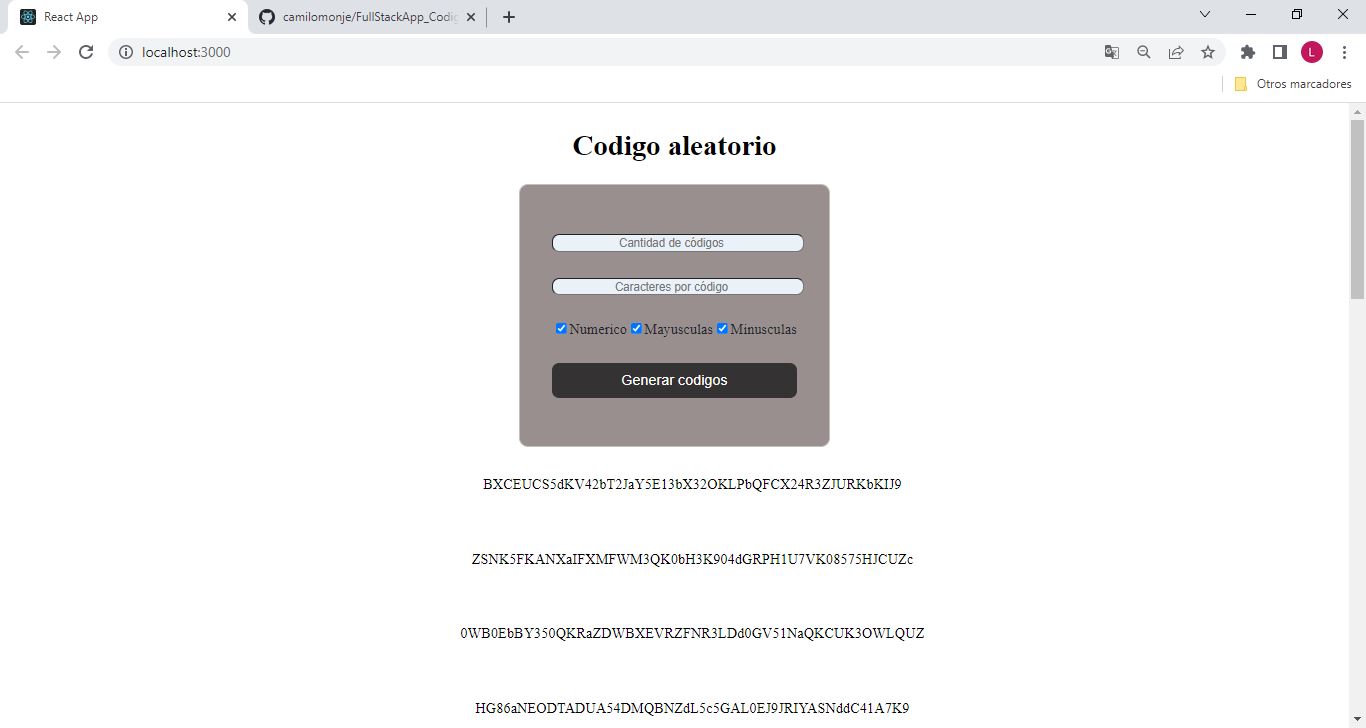 React App
camilomonje/FullStackApp_Codig
localhost:3000
L
Otros marcadores
Codigo aleatorio
Cantidad de códigos
Caracteres por código
Numerico Mayusculas Minusculas
Generar codigos
BXCEUCS5dKV42bT2JaY5E13bX32OKLPbQFCX24R3ZJURKbKIJ9
ZSNK5FKANXaIFXMFWM3QK0bH3K904dGRPH1U7VK08575HJCUZc
0WB0EbBY350QKRaZDWBXEVRZFNR3LDd0GV51NaQKCUK3OWLQUZ
HG86aNEODTADUA54DMQBNZdL5c5GAL0EJ9JRIYASNddC41A7K9